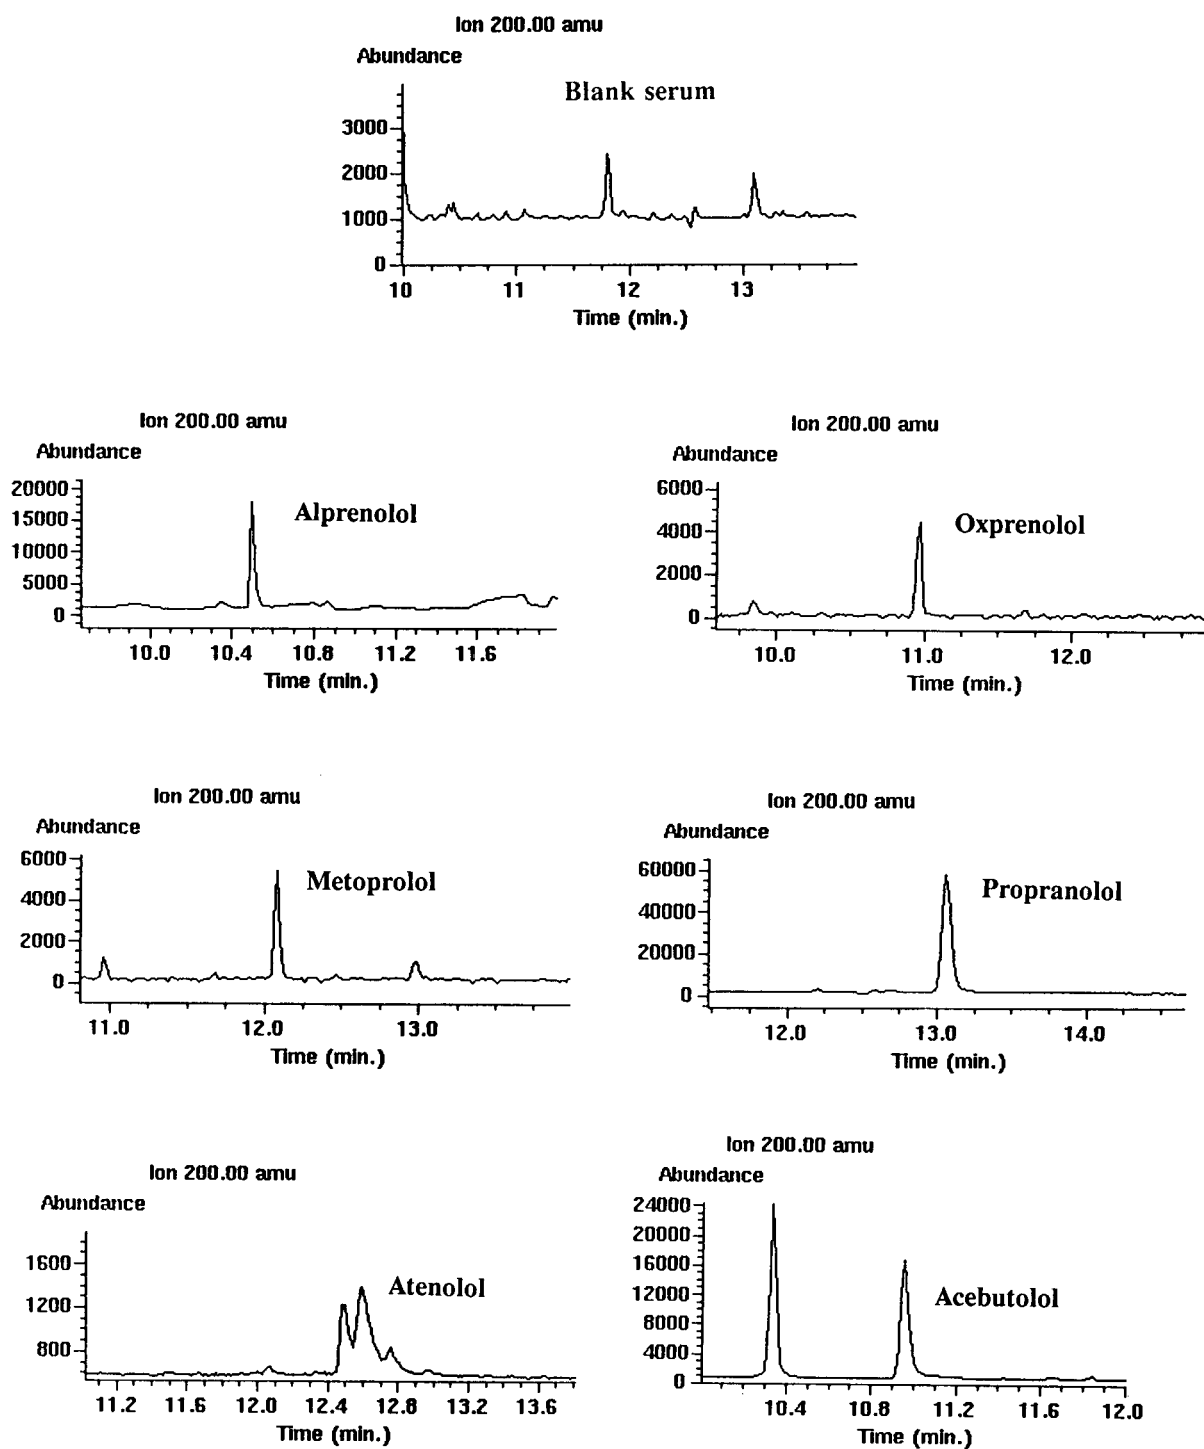 Ion 200.00 amu
Abundance
Blank serum
3000
2000
1000
0
10 11 12 13
Time (min.)
Ion 200.00 amu
Abundance
Alprenolol
20000
15000
10000
5000
0
10.0 10.4 10.8 11.2 11.6
Time (min.)
Ion 200.00 amu
Abundance
Oxprenolol
6000
4000
2000
0
10.0 11.0 12.0
Time (min.)
Ion 200.00 amu
Abundance
Metoprolol
6000
4000
2000
0
11.0 12.0 13.0
Time (min.)
Ion 200.00 amu
Abundance
Propranolol
60000
40000
20000
0
12.0 13.0 14.0
Time (min.)
Ion 200.00 amu
Abundance
Atenolol
1600
1200
800
11.2 11.6 12.0 12.4 12.8 13.2 13.6
Time (min.)
Ion 200.00 amu
Abundance
Acebutolol
24000
20000
16000
12000
8000
4000
0
10.4 10.8 11.2 11.6 12.0
Time (min.)